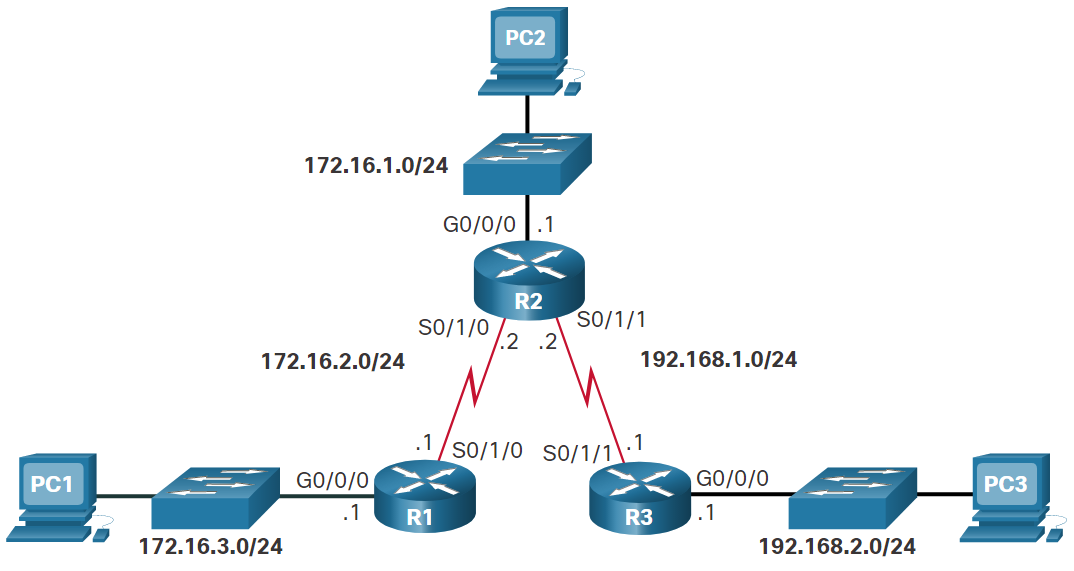 PC2
172.16.1.0/24
G0/0/0 .1
R2
S0/1/0 .2 .2 S0/1/1
172.16.2.0/24
192.168.1.0/24
.1 S0/1/0
S0/1/1 .1
PC1
G0/0/0
.1
R1
172.16.3.0/24
R3
G0/0/0
.1
PC3
192.168.2.0/24